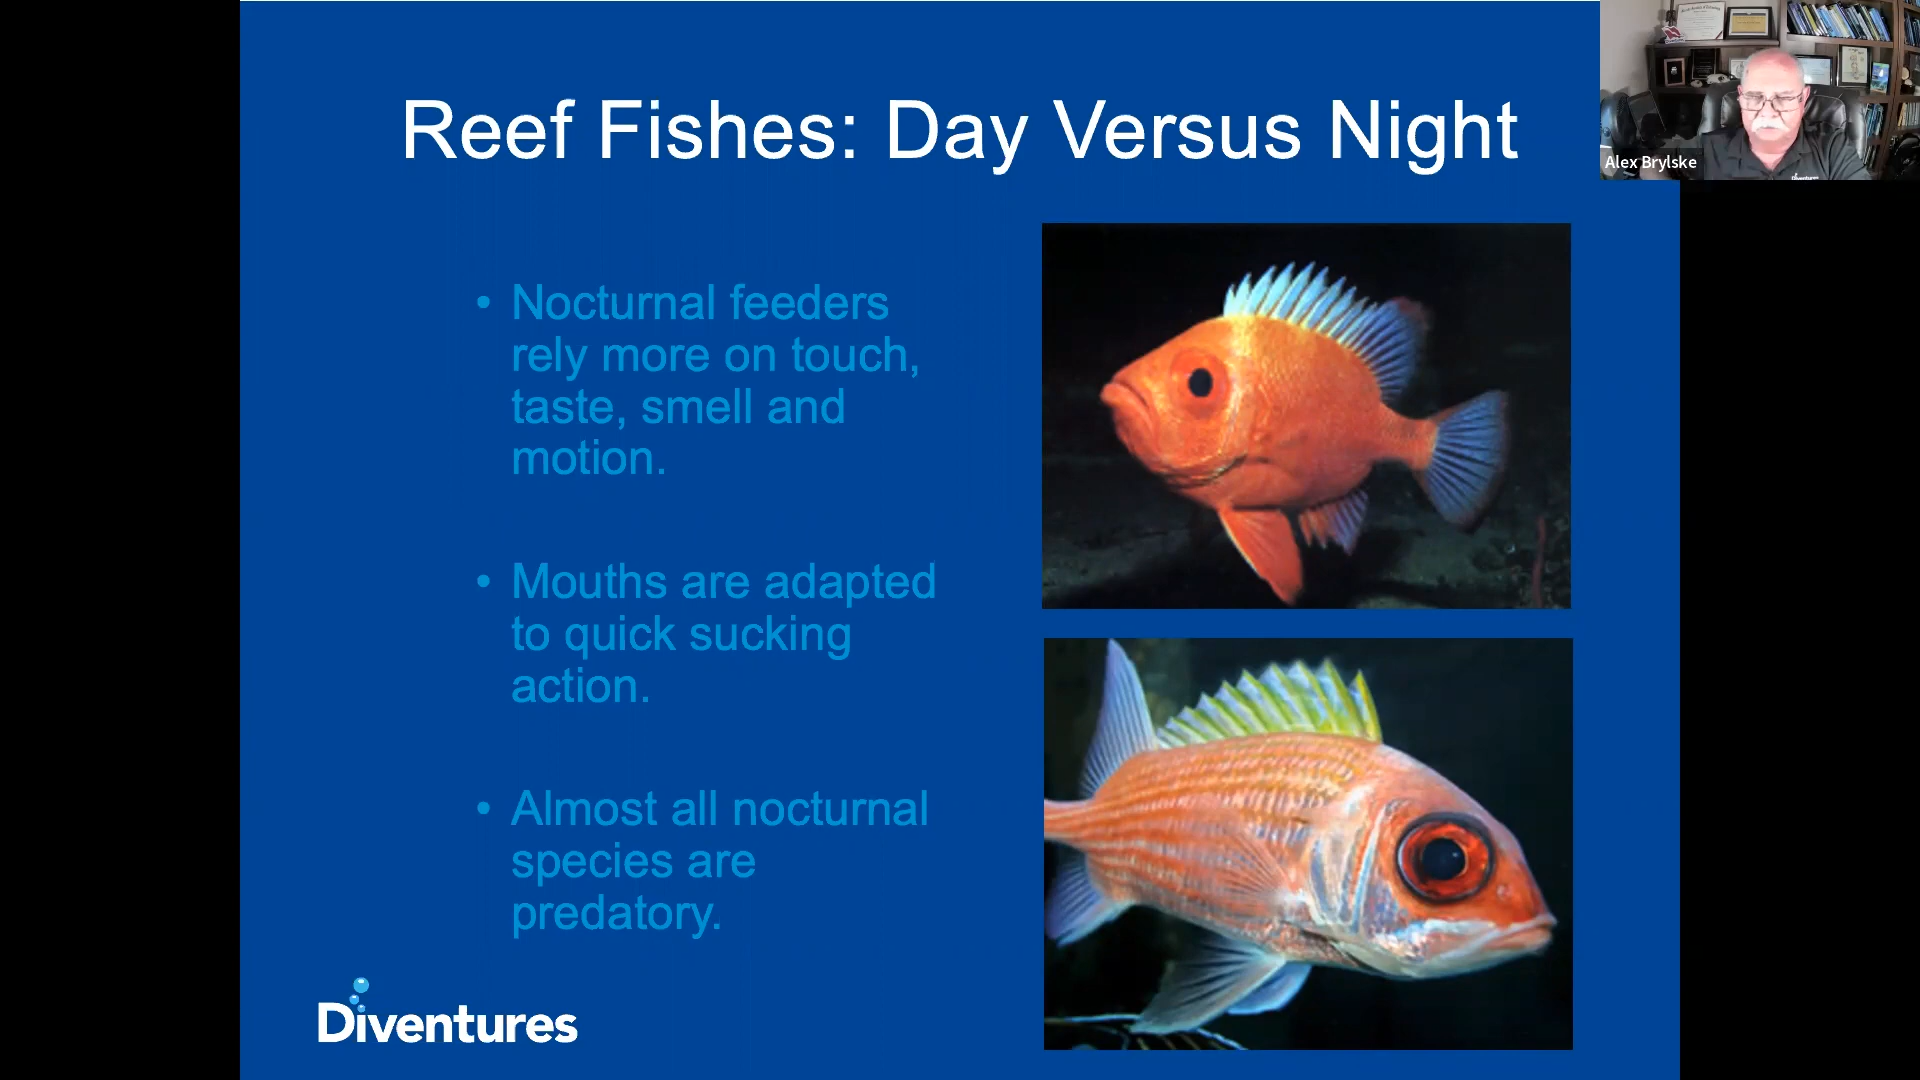 Reef Fishes: Day Versus Night
Alex Brylske
• Nocturnal feeders
rely more on touch,
taste, smell and
motion.
• Mouths are adapted
to quick sucking
action.
• Almost all nocturnal
species are
predatory.
Diventures
Diventures